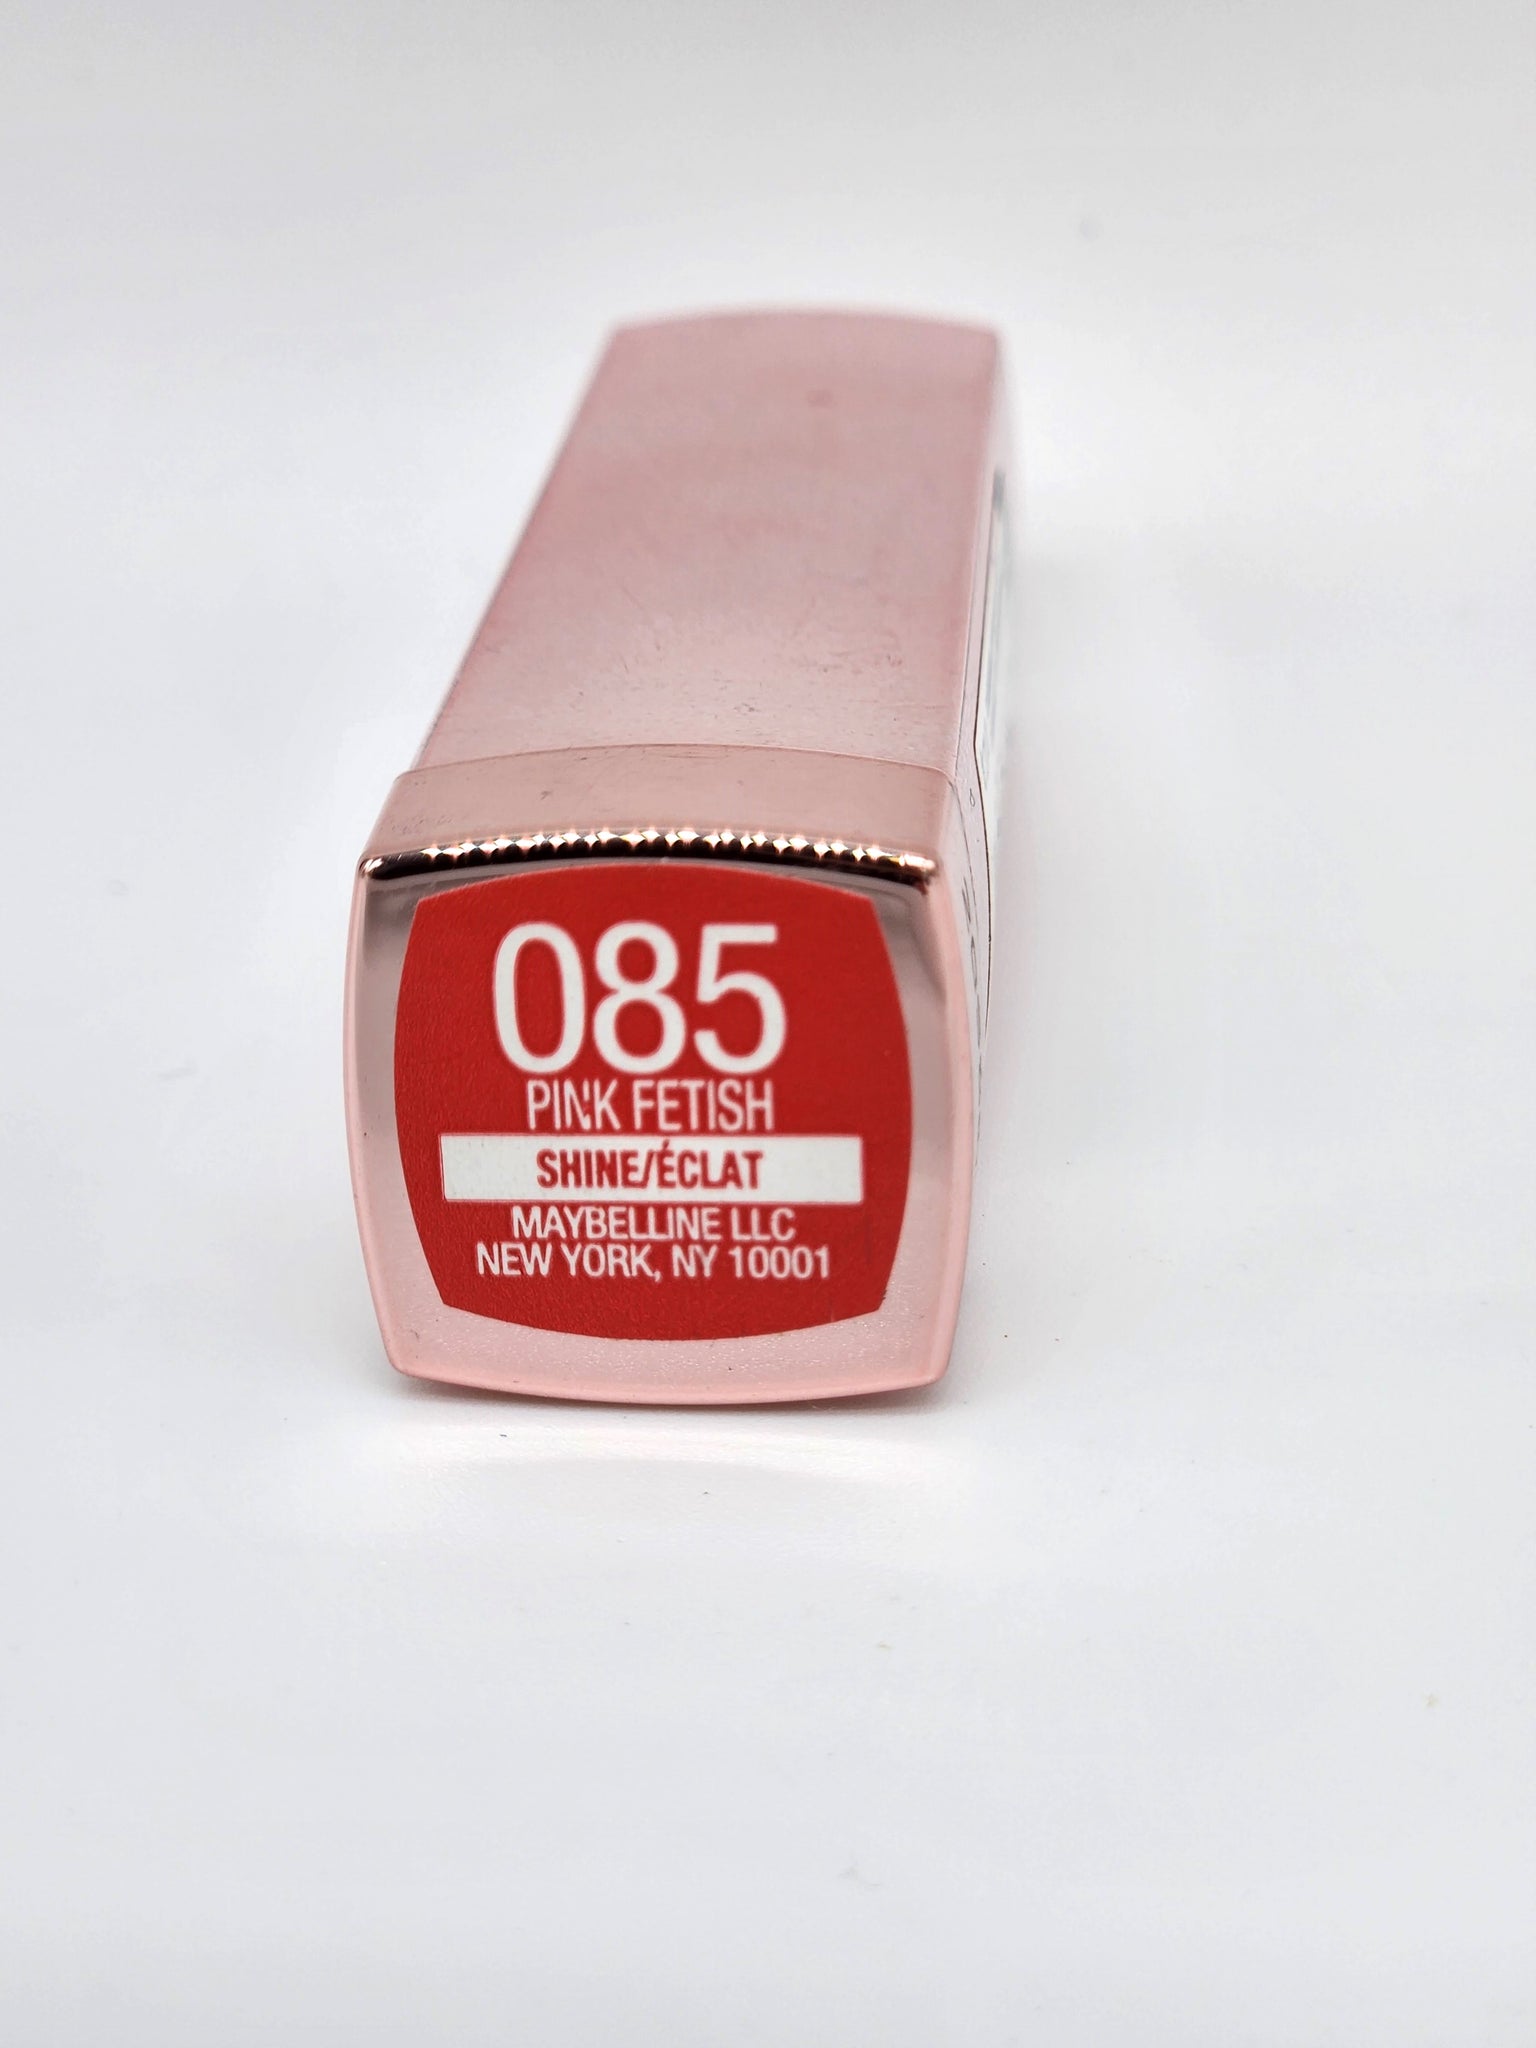 085
PINK FETISH
SHINE/ÉCLAT
MAYBELLINE LLC
NEW YORK, NY 10001